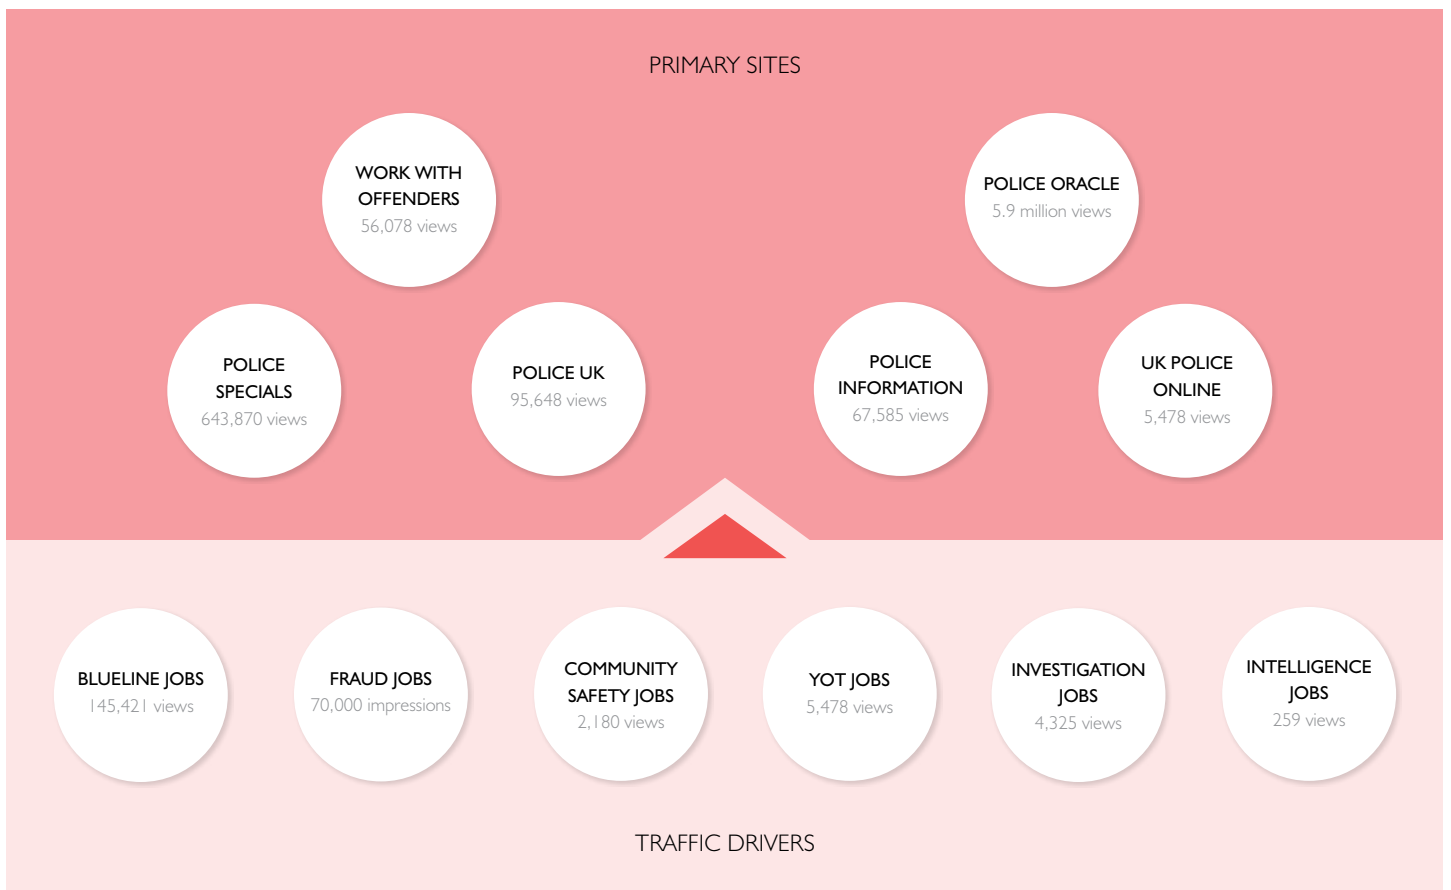 PRIMARY SITES
WORK WITH
OFFENDERS
56,078 views
POLICE ORACLE
5.9 million views
POLICE
SPECIALS
643,870 views
POLICE UK
95,648 views
POLICE
INFORMATION
67,585 views
UK POLICE
ONLINE
5,478 views
BLUELINE JOBS
145,421 views
FRAUD JOBS
70,000 impressions
COMMUNITY
SAFETY JOBS
2,180 views
YOT JOBS
5,478 views
INVESTIGATION
JOBS
4,325 views
INTELLIGENCE
JOBS
259 views
TRAFFIC DRIVERS